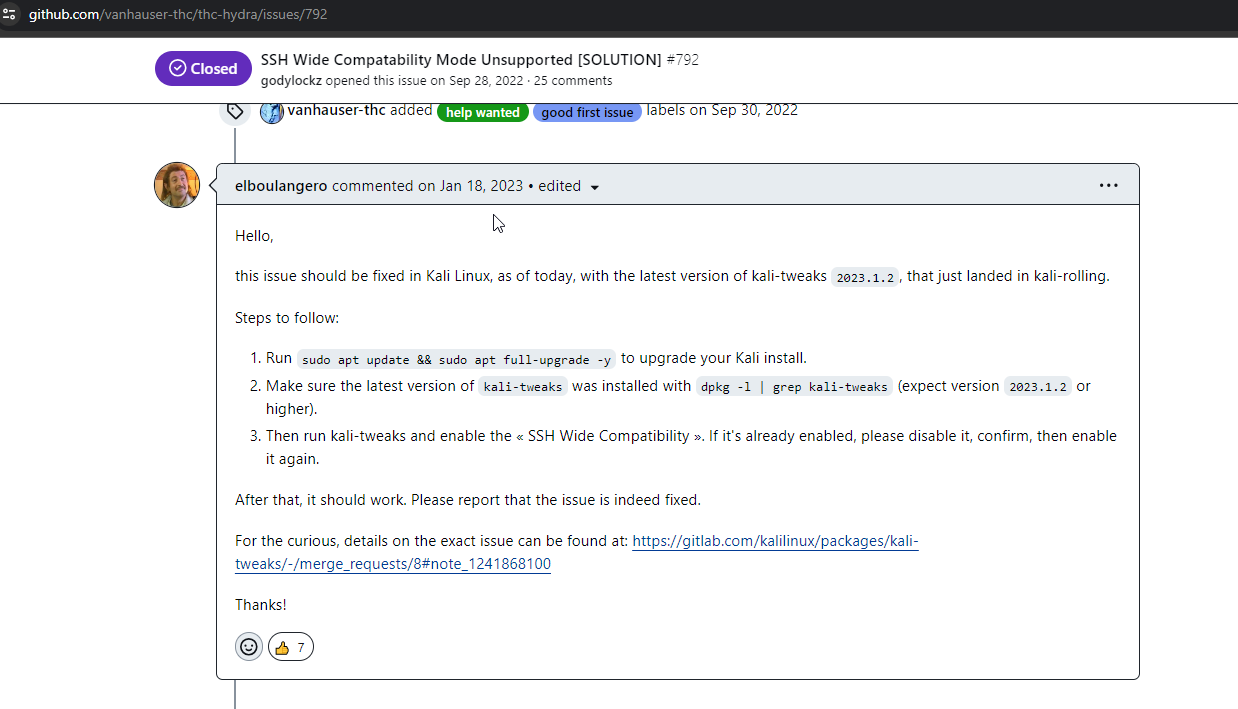 github.com/vanhauser-thc/thc-hydra/issues/792
Closed
SSH Wide Compatability Mode Unsupported [SOLUTION] #792
godylockz opened this issue on Sep 28, 2022 · 25 comments
vanhauser-thc added help wanted good first issue labels on Sep 30, 2022
elboulangero commented on Jan 18, 2023 • edited
Hello,
this issue should be fixed in Kali Linux, as of today, with the latest version of kali-tweaks 2023.1.2, that just landed in kali-rolling.
Steps to follow:
1. Run sudo apt update && sudo apt full-upgrade -y to upgrade your Kali install.
2. Make sure the latest version of kali-tweaks was installed with dpkg -l | grep kali-tweaks (expect version 2023.1.2 or
higher).
3. Then run kali-tweaks and enable the « SSH Wide Compatibility ». If it's already enabled, please disable it, confirm, then enable
it again.
After that, it should work. Please report that the issue is indeed fixed.
For the curious, details on the exact issue can be found at: https://gitlab.com/kalilinux/packages/kali-
tweaks/-/merge_requests/8#note_1241868100
Thanks!
👍 7